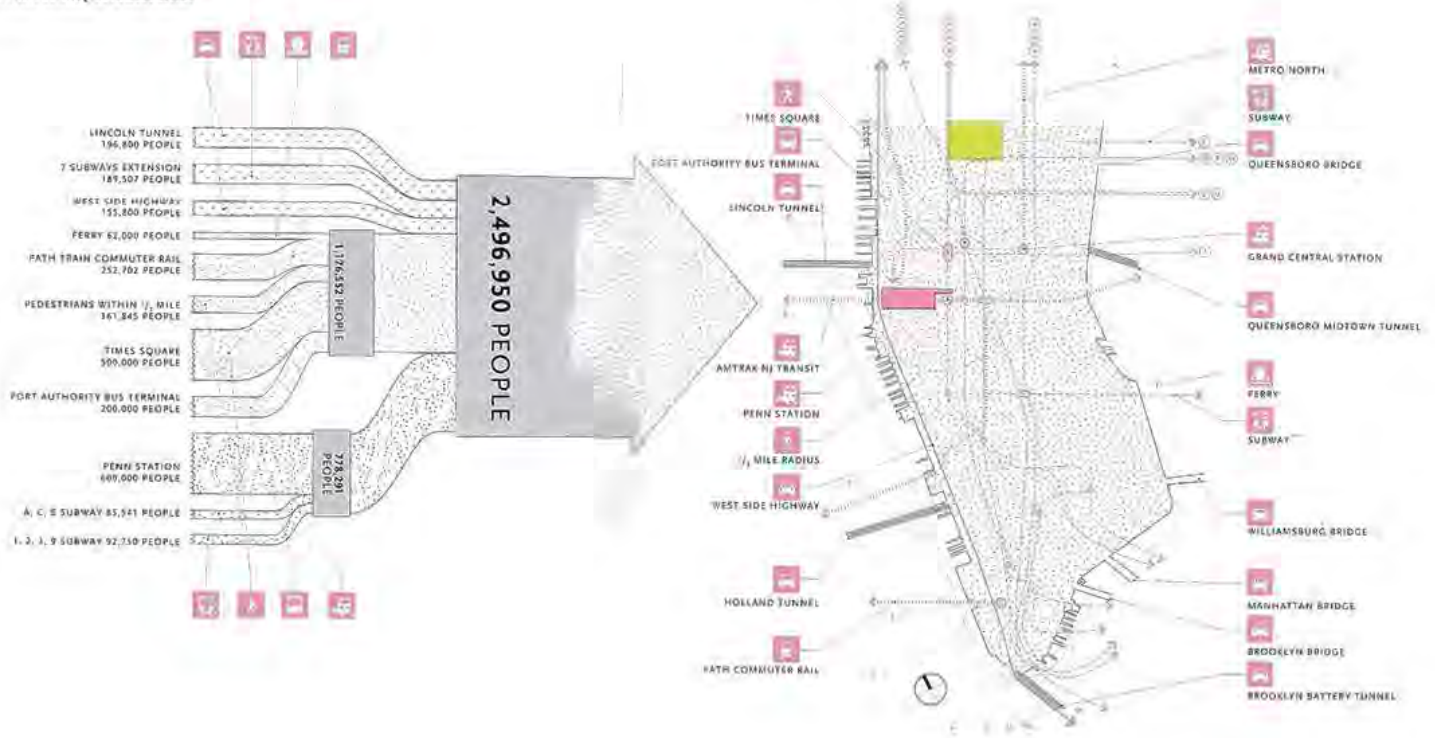 LINCOLN TUNNEL
196,800 PEOPLE
7 SUBWAYS EXTENSION
189,507 PEOPLE
WEST SIDE HIGHWAY
155,800 PEOPLE
FERRY 62,000 PEOPLE
PATH TRAIN COMMUTER RAIL
252,702 PEOPLE
PEDESTRIANS WITHIN 1/2 MILE
361,845 PEOPLE
TIMES SQUARE
500,000 PEOPLE
PORT AUTHORITY BUS TERMINAL
200,000 PEOPLE
PENN STATION
600,000 PEOPLE
A, C, E SUBWAY 85,541 PEOPLE
1, 2, 3, 9 SUBWAY 92,750 PEOPLE
1,176,552 PEOPLE
778,291
PEOPLE
2,496,950 PEOPLE
TIMES SQUARE
PORT AUTHORITY BUS TERMINAL
LINCOLN TUNNEL
AMTRAK NJ TRANSIT
PENN STATION
1/2 MILE RADIUS
WEST SIDE HIGHWAY
HOLLAND TUNNEL
PATH COMMUTER RAIL
METRO NORTH
SUBWAY
QUEENSBORO BRIDGE
GRAND CENTRAL STATION
QUEENSBORO MIDTOWN TUNNEL
FERRY
SUBWAY
WILLIAMSBURG BRIDGE
MANHATTAN BRIDGE
BROOKLYN BRIDGE
BROOKLYN BATTERY TUNNEL